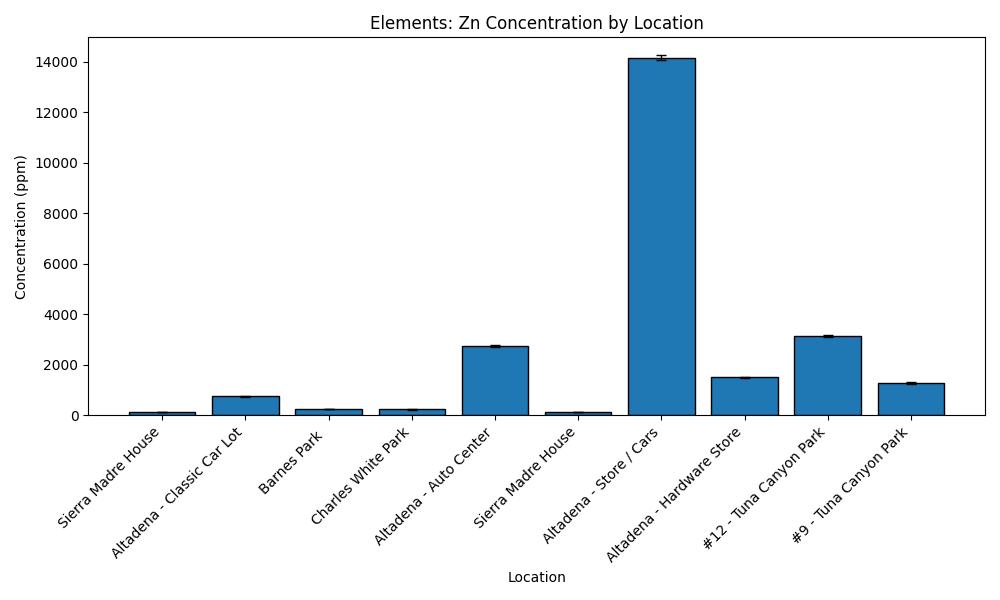 Elements: Zn Concentration by Location
Concentration (ppm)
14000
12000
10000
8000
6000
4000
2000
0
Sierra Madre House
Altadena - Classic Car Lot
Barnes Park
Charles White Park
Altadena - Auto Center
Sierra Madre House
Altadena - Store / Cars
Altadena - Hardware Store
#12 - Tuna Canyon Park
#9 - Tuna Canyon Park
Location